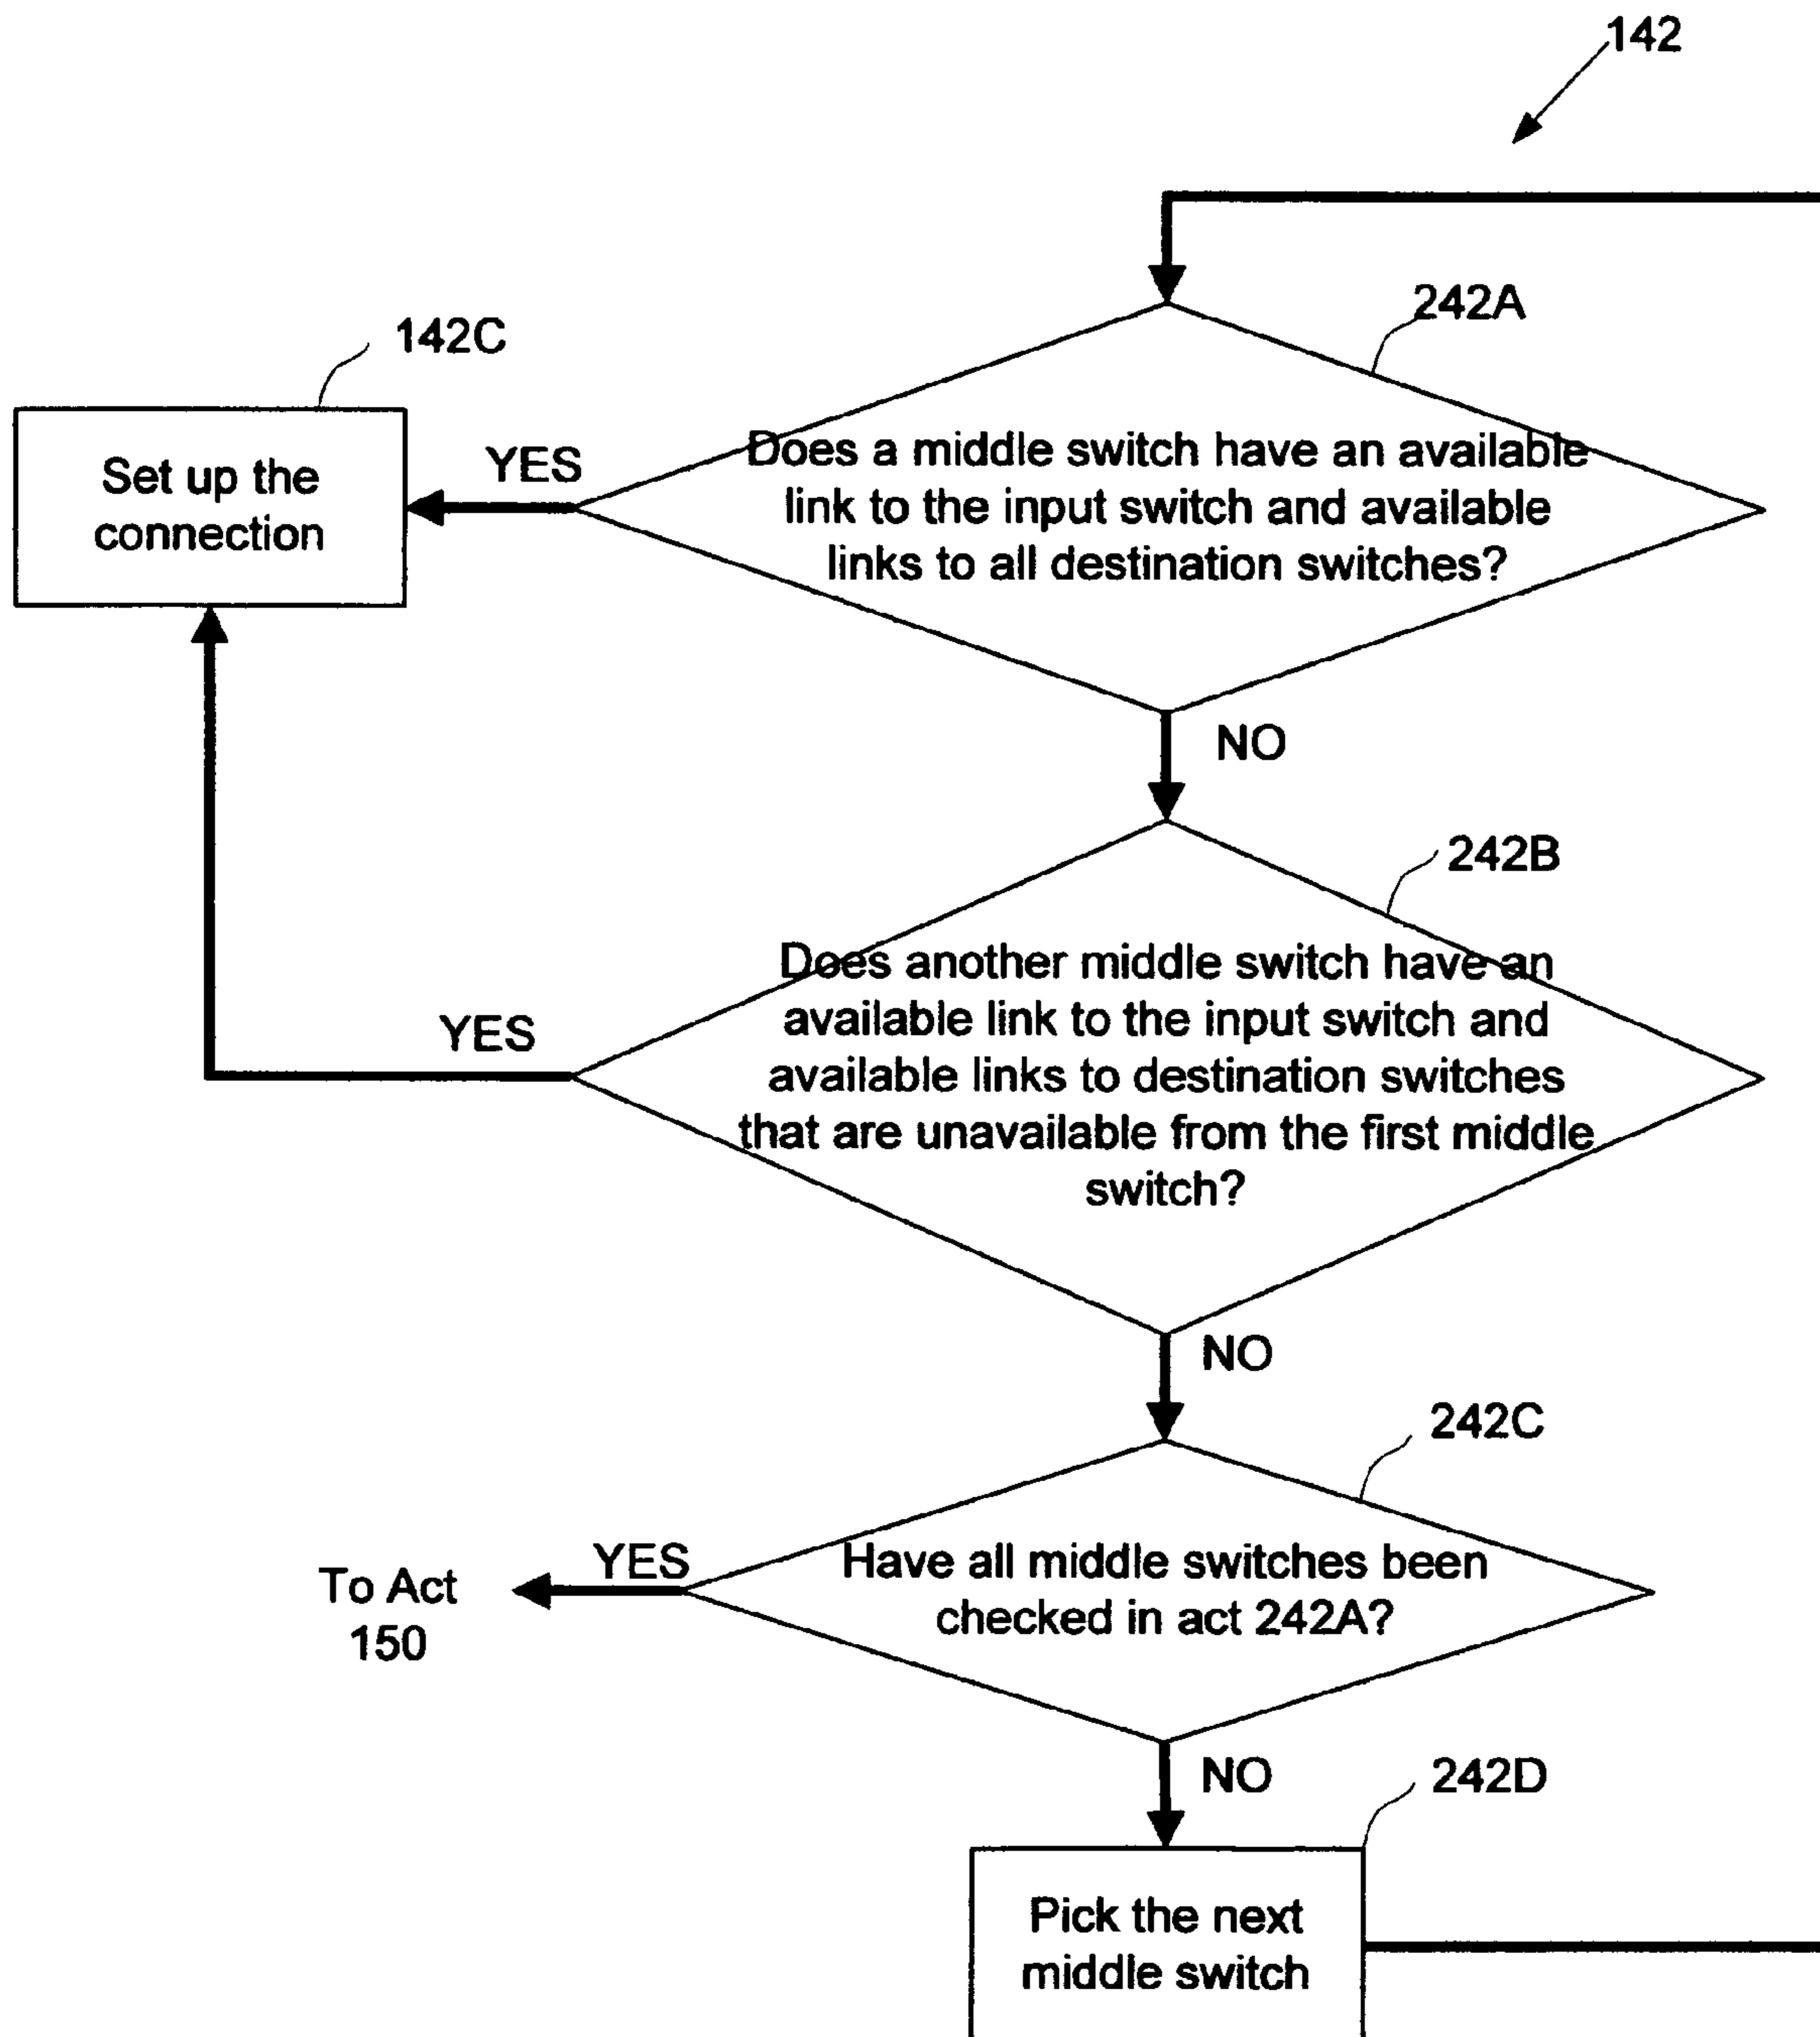 142
242A
142C
Set up the
connection
YES
Does a middle switch have an available
link to the input switch and available
links to all destination switches?
NO
242B
YES
Does another middle switch have an
available link to the input switch and
available links to destination switches
that are unavailable from the first middle
switch?
NO
242C
YES
To Act
150
Have all middle switches been
checked in act 242A?
NO
242D
Pick the next
middle switch